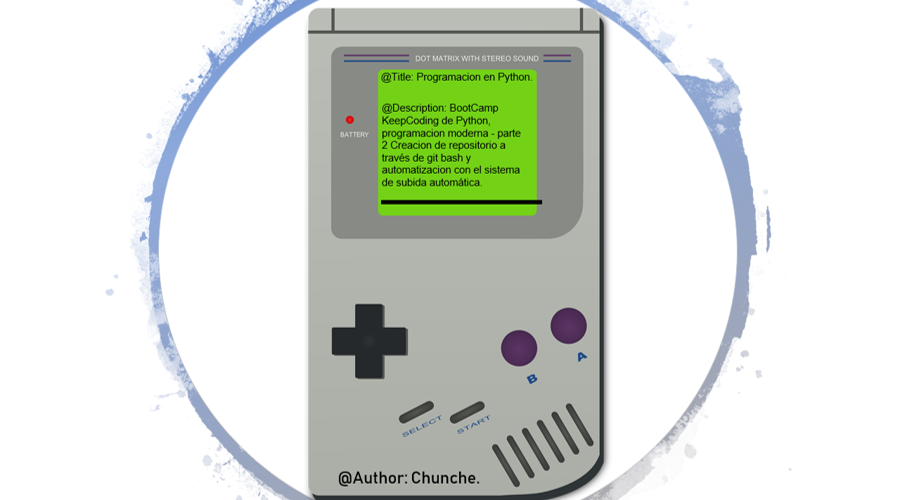 DOT MATRIX WITH STEREO SOUND
@Title: Programacion en Python.
@Description: BootCamp
KeepCoding de Python,
programacion moderna - parte
2 Creacion de repositorio a
través de git bash y
automatizacion con el sistema
de subida automática.
BATTERY
B
A
SELECT
START
@Author: Chunche.